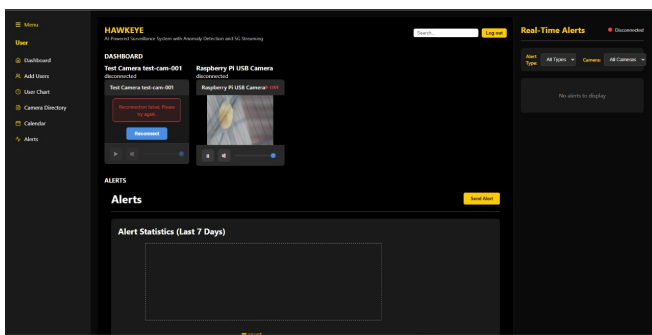 Menu
User
Dashboard
Add Users
User Chart
Camera Directory
Calendar
Alerts
HAWKEYE
AI Powered Surveillance System with Anomaly Detection and 5G Streaming
Search...
Log out
DASHBOARD
Test Camera test-cam-001
disconnected
Test Camera test-cam-001
Reconnection failed. Please
try again.
Reconnect
Raspberry Pi USB Camera
disconnected
Raspberry Pi USB Camera
ALERTS
Alerts
Send Alert
Alert Statistics (Last 7 Days)
Real-Time Alerts
Disconnected
Alert
Type:
All Types
Camera:
All Cameras
No alerts to display